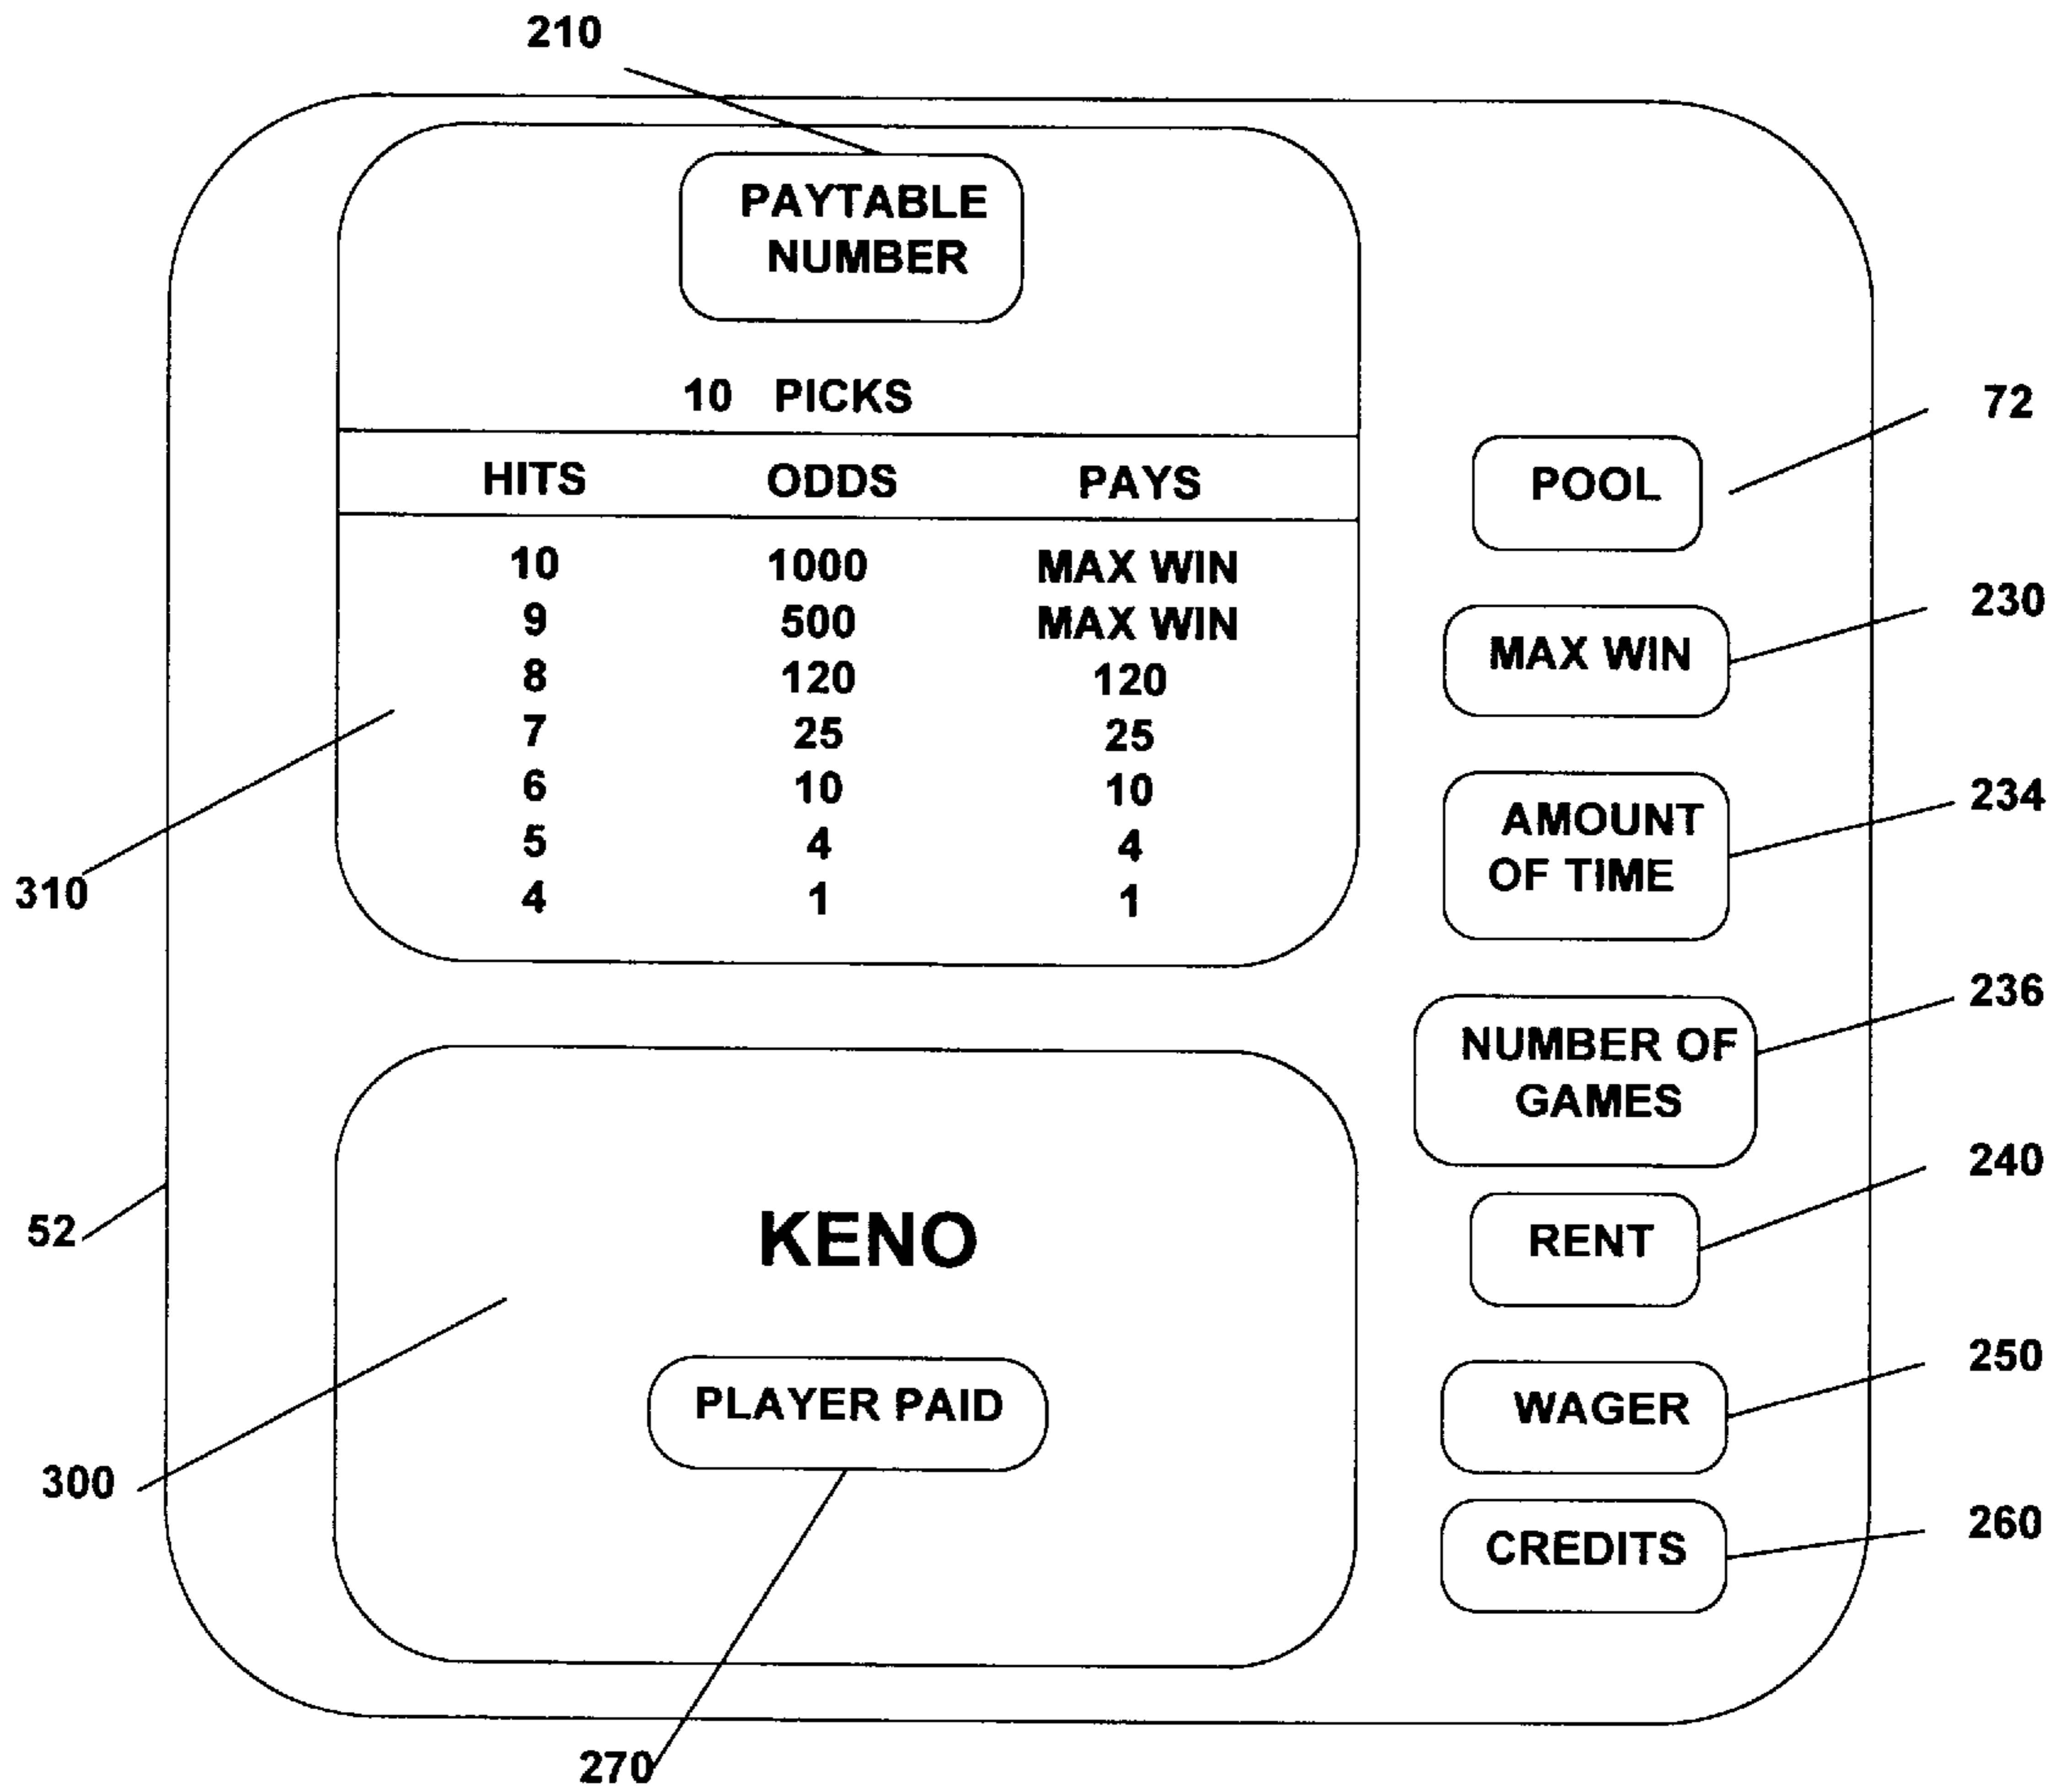 210
PAYTABLE
NUMBER
10 PICKS
HITS ODDS PAYS
10 1000 MAX WIN
9 500 MAX WIN
8 120 120
7 25 25
6 10 10
5 4 4
4 1 1
310
72
POOL
230
MAX WIN
234
AMOUNT
OF TIME
236
NUMBER OF
GAMES
240
RENT
250
WAGER
260
CREDITS
52
KENO
PLAYER PAID
300
270